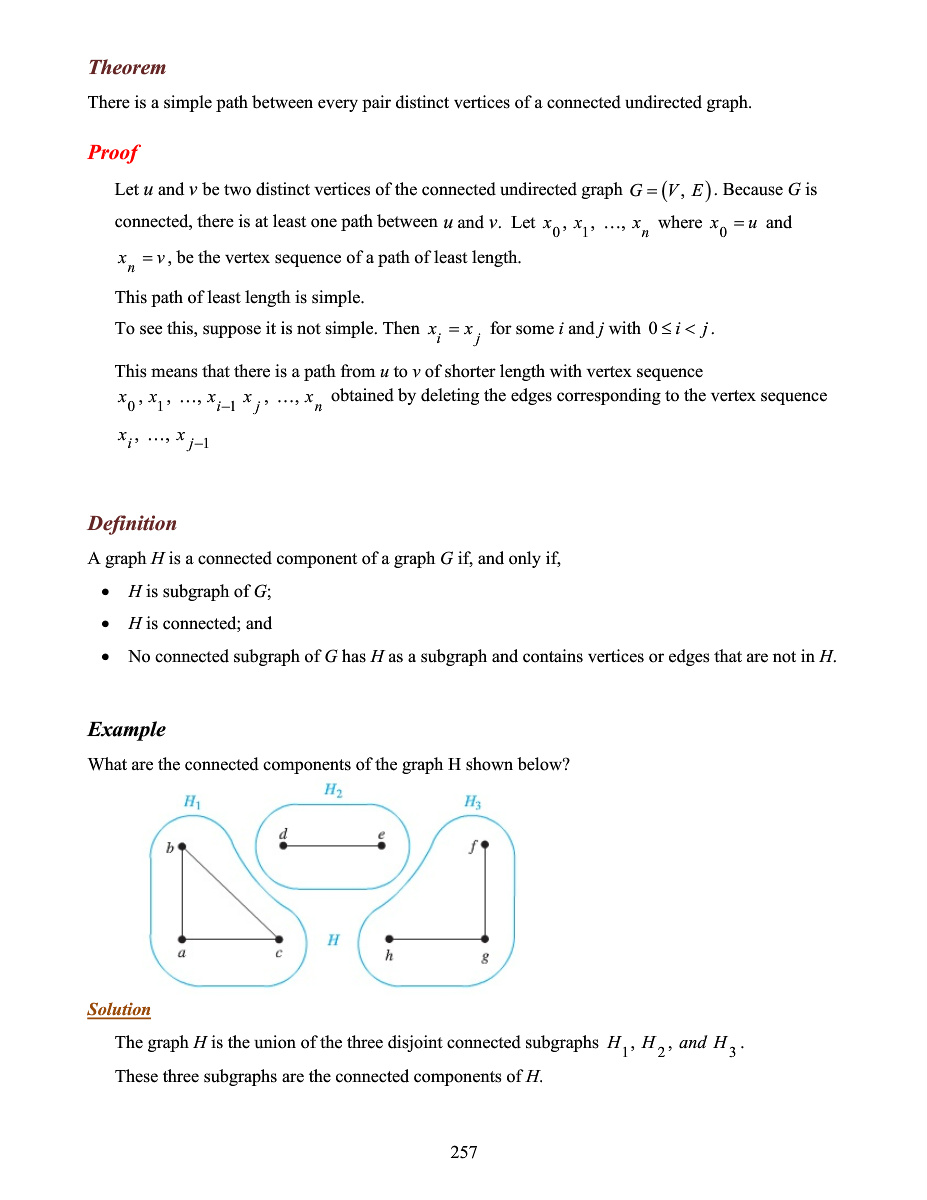 Theorem
There is a simple path between every pair distinct vertices of a connected undirected graph.
Proof
Let u and v be two distinct vertices of the connected undirected graph G = (V, E). Because G is
connected, there is at least one path between u and v. Let x_0, x_1, ..., x_n where x_0 = u and
x_n = v, be the vertex sequence of a path of least length.
This path of least length is simple.
To see this, suppose it is not simple. Then x_i = x_j for some i and j with 0 ≤ i < j.
This means that there is a path from u to v of shorter length with vertex sequence
x_0, x_1, ..., x_{i–1} x_j, ..., x_n obtained by deleting the edges corresponding to the vertex sequence
x_i, ..., x_{j–1}
Definition
A graph H is a connected component of a graph G if, and only if,
• H is subgraph of G;
• H is connected; and
• No connected subgraph of G has H as a subgraph and contains vertices or edges that are not in H.
Example
What are the connected components of the graph H shown below?
H_1 H_2 H_3
b d e f
H
a c h g
Solution
The graph H is the union of the three disjoint connected subgraphs H_1, H_2, and H_3.
These three subgraphs are the connected components of H.
257